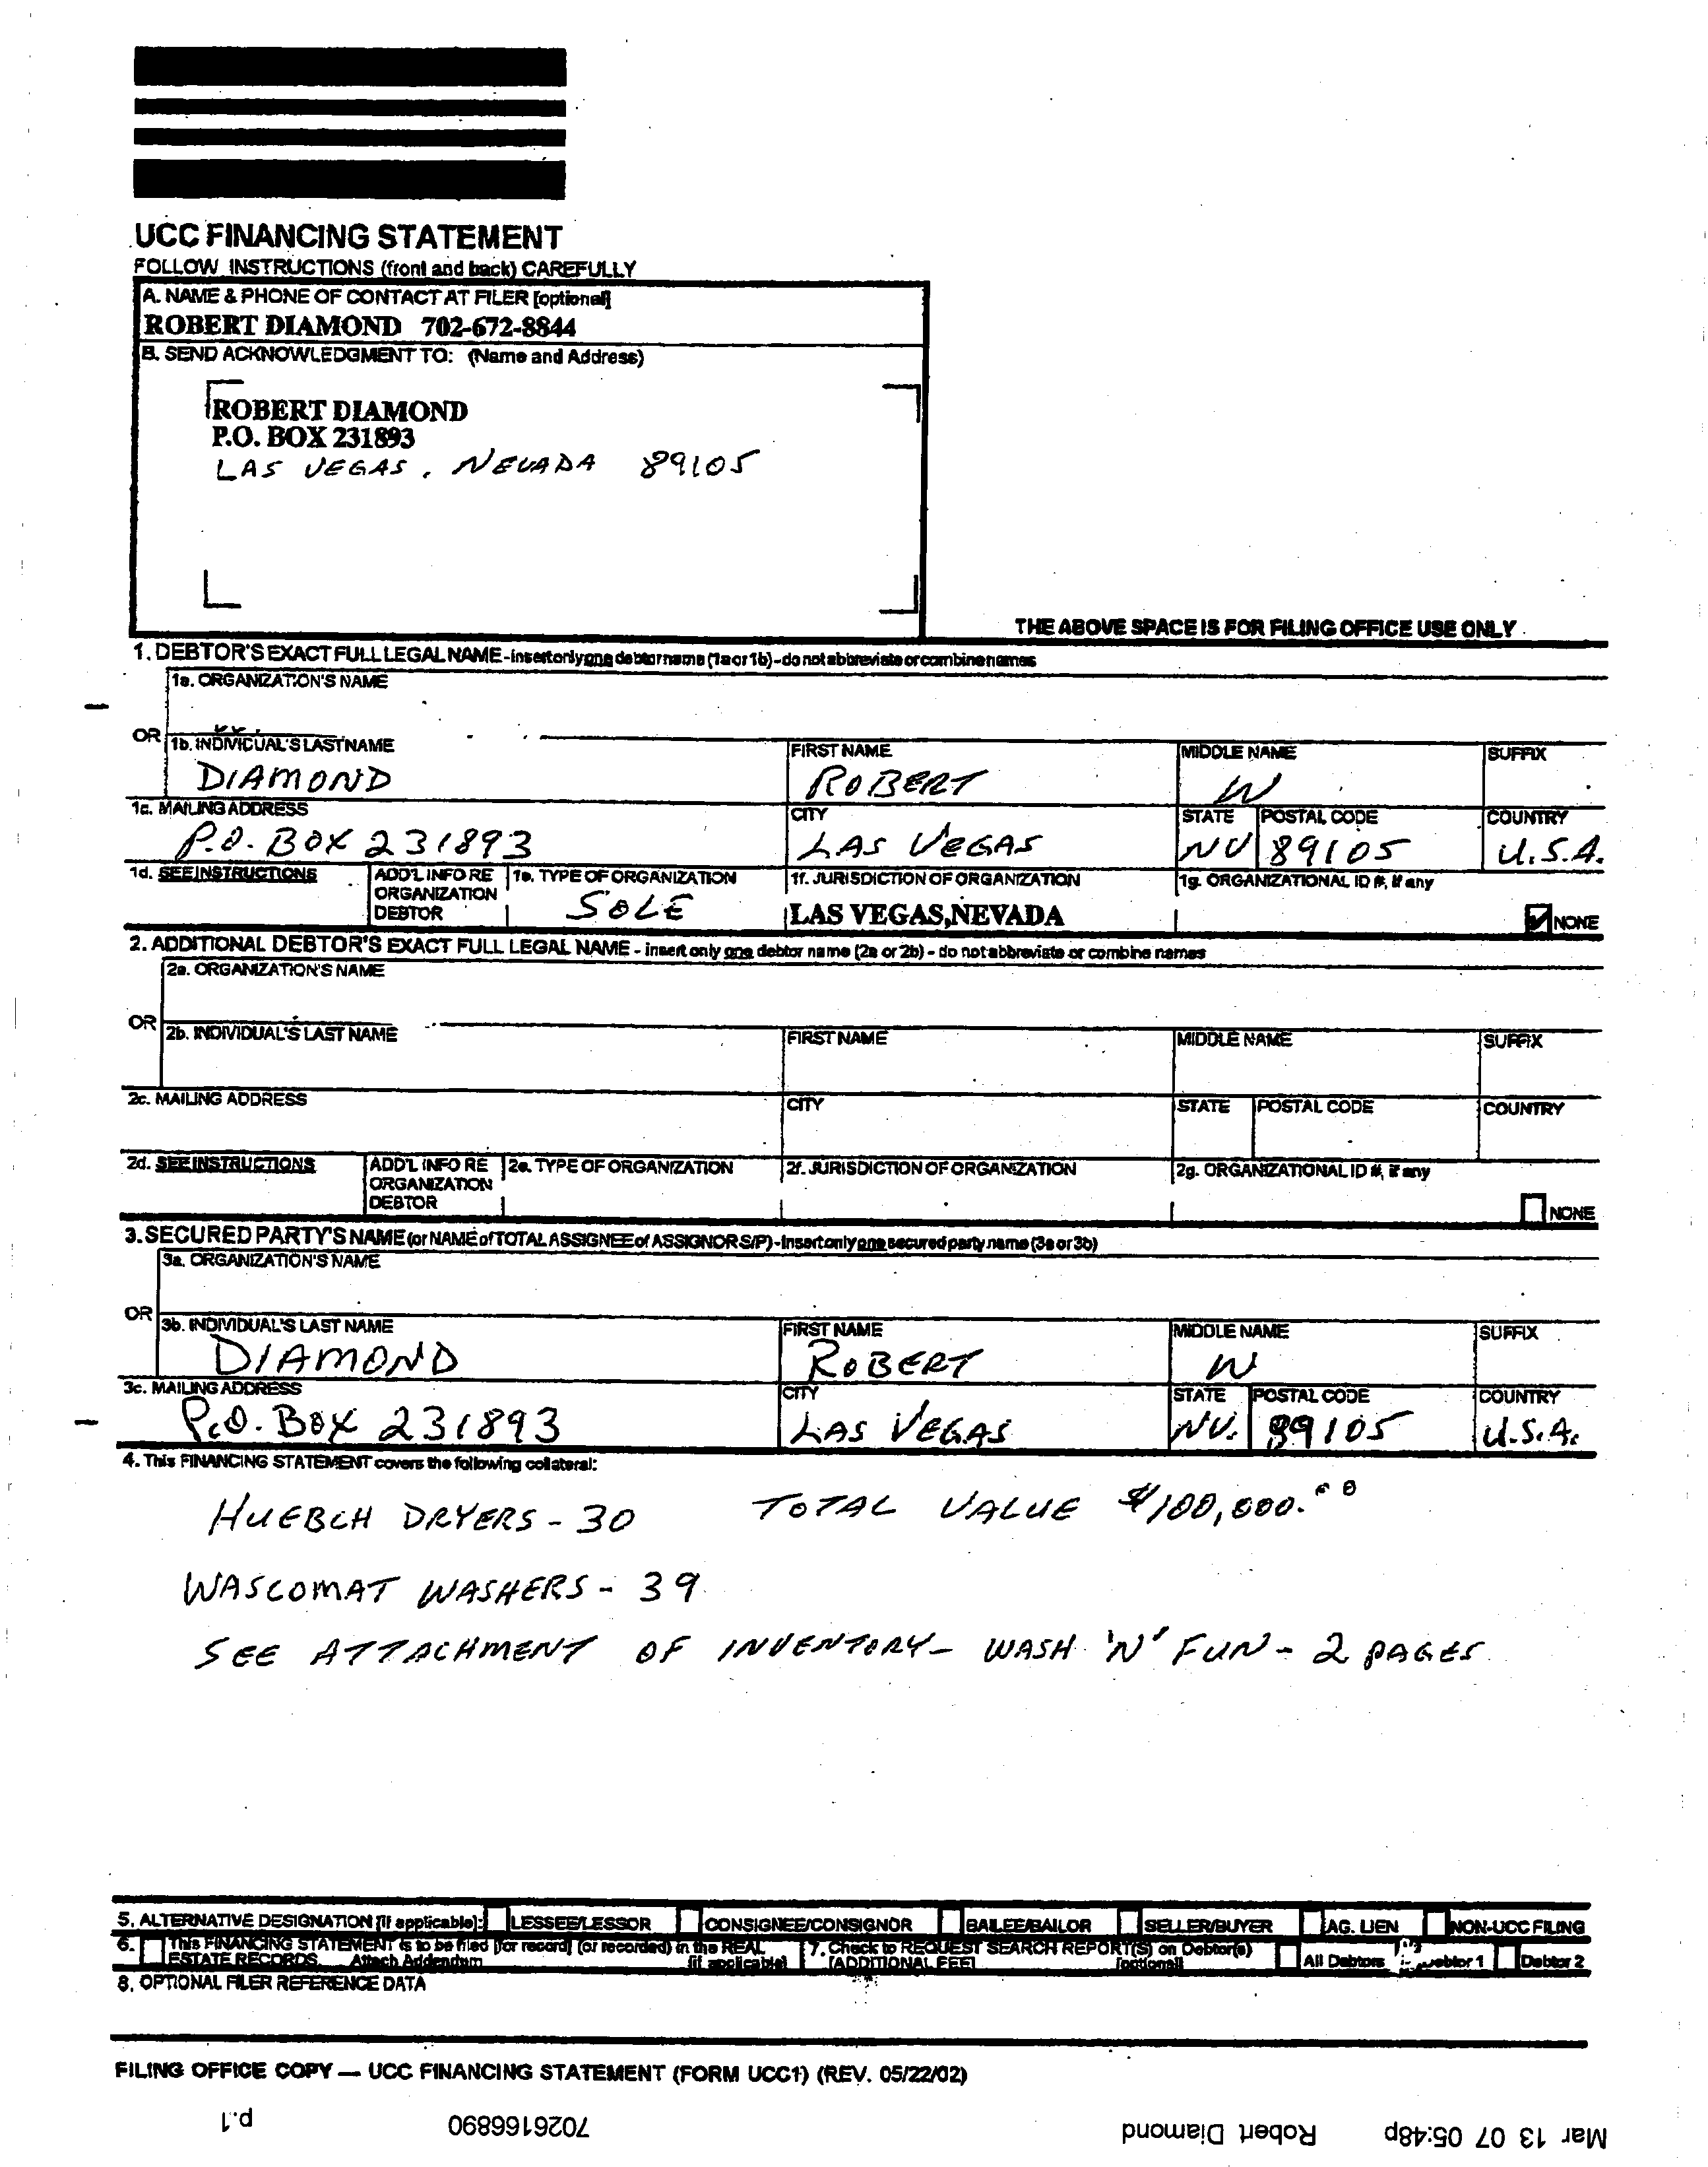 UCC FINANCING STATEMENT
FOLLOW INSTRUCTIONS (front and back) CAREFULLY
A. NAME & PHONE OF CONTACT AT FILER [optional]
ROBERT DIAMOND 702-672-8844
B. SEND ACKNOWLEDGMENT TO: (Name and Address)
ROBERT DIAMOND
P.O. BOX 231893
LAS VEGAS, NEVADA 89105
THE ABOVE SPACE IS FOR FILING OFFICE USE ONLY
1. DEBTOR'S EXACT FULL LEGAL NAME - insert only one debtor name (1a or 1b) - do not abbreviate or combine names
1a. ORGANIZATION'S NAME
OR
1b. INDIVIDUAL'S LAST NAME FIRST NAME MIDDLE NAME SUFFIX
DIAMOND ROBERT W
1c. MAILING ADDRESS CITY STATE POSTAL CODE COUNTRY
P.O. BOX 231893 LAS VEGAS NV 89105 U.S.A.
1d. SEE INSTRUCTIONS ADD'L INFO RE ORGANIZATION DEBTOR 1e. TYPE OF ORGANIZATION 1f. JURISDICTION OF ORGANIZATION 1g. ORGANIZATIONAL ID #, if any
SOLE LAS VEGAS,NEVADA NONE
2. ADDITIONAL DEBTOR'S EXACT FULL LEGAL NAME - insert only one debtor name (2a or 2b) - do not abbreviate or combine names
2a. ORGANIZATION'S NAME
OR
2b. INDIVIDUAL'S LAST NAME FIRST NAME MIDDLE NAME SUFFIX
2c. MAILING ADDRESS CITY STATE POSTAL CODE COUNTRY
2d. SEE INSTRUCTIONS ADD'L INFO RE ORGANIZATION DEBTOR 2e. TYPE OF ORGANIZATION 2f. JURISDICTION OF ORGANIZATION 2g. ORGANIZATIONAL ID #, if any
NONE
3. SECURED PARTY'S NAME (or NAME of TOTAL ASSIGNEE of ASSIGNOR S/P) - insert only one secured party name (3a or 3b)
3a. ORGANIZATION'S NAME
OR
3b. INDIVIDUAL'S LAST NAME FIRST NAME MIDDLE NAME SUFFIX
DIAMOND ROBERT W
3c. MAILING ADDRESS CITY STATE POSTAL CODE COUNTRY
P.O. BOX 231893 LAS VEGAS NV. 89105 U.S.A.
4. This FINANCING STATEMENT covers the following collateral:
HUEBCH DRYERS - 30 TOTAL VALUE $100,000.00
WASCOMAT WASHERS - 39
SEE ATTACHMENT OF INVENTORY - WASH 'N' FUN - 2 PAGES
5. ALTERNATIVE DESIGNATION [if applicable]: LESSEE/LESSOR CONSIGNEE/CONSIGNOR BAILEE/BAILOR SELLER/BUYER AG. LIEN NON-UCC FILING
6. This FINANCING STATEMENT is to be filed [for record] (or recorded) in the REAL ESTATE RECORDS. Attach Addendum [if applicable] 7. Check to REQUEST SEARCH REPORT(S) on Debtor(s) [ADDITIONAL FEE] [optional] All Debtors Debtor 1 Debtor 2
8. OPTIONAL FILER REFERENCE DATA
FILING OFFICE COPY — UCC FINANCING STATEMENT (FORM UCC1) (REV. 05/22/02)
Mar 13 07 05:48p Robert Diamond 7026166890 p.1